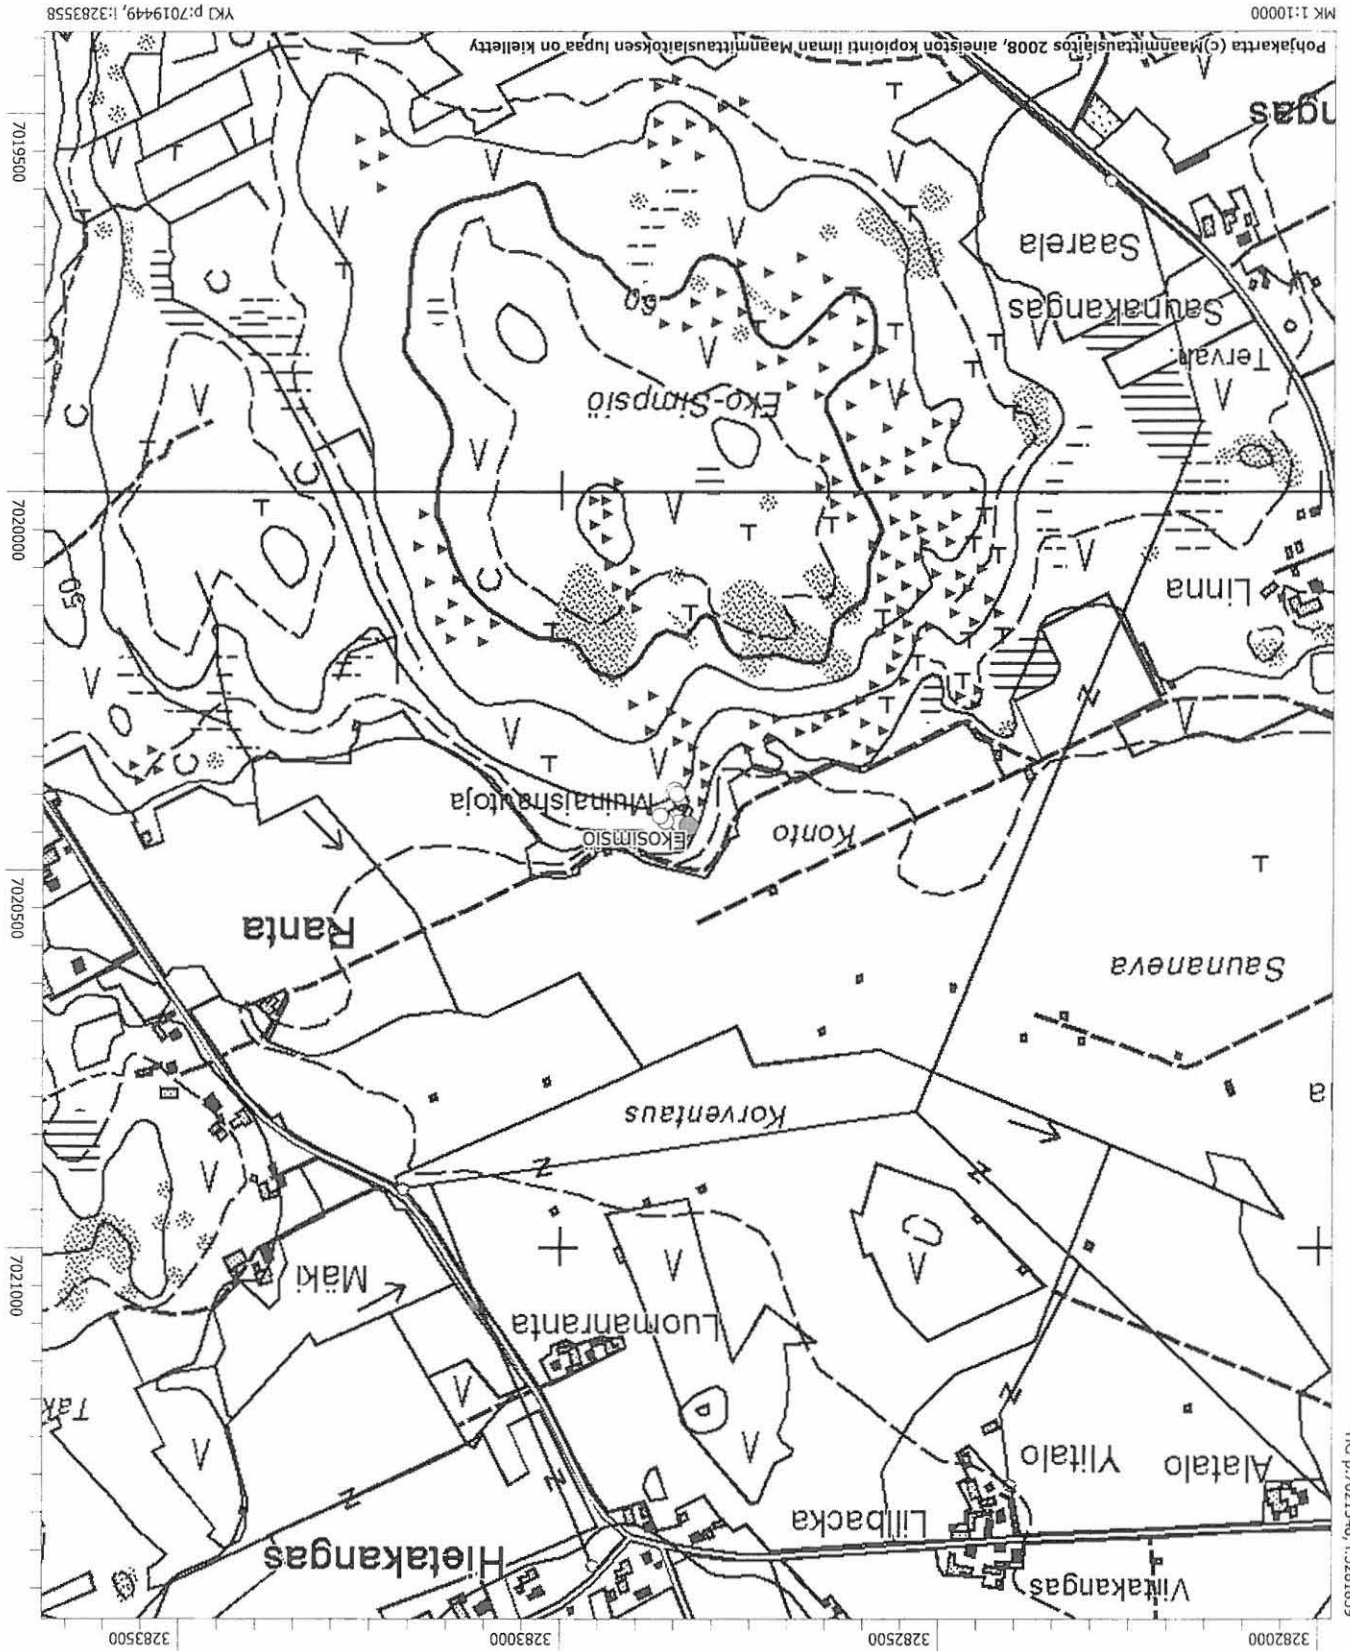 3282000
3282500
3283000
3283500
Viitakangas
Hietakangas
Lillbacka
Alatalo
Ylitalo
Luomanranta
Mäki
7021000
Korventaus
Saunaneva
Ranta
7020500
Konto
Ekosimsiö
Muinaishautoja
Linna
50
7020000
Eko-Simpsiö
Tervah.
Saunakangas
60
Saarela
7019500
ngas
Pohjakartta (c)Maanmittauslaitos 2008, aineiston kopiointi ilman Maanmittauslaitoksen lupaa on kielletty
MK 1:10000
YKJ p:7019449, i:3283558